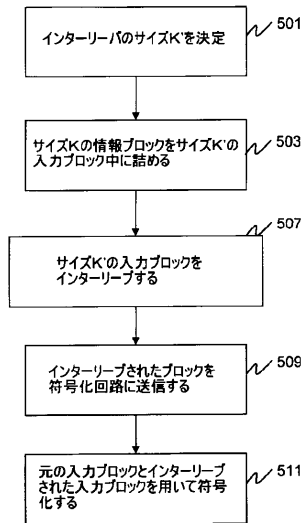 インターリーバのサイズK'を決定
501
サイズKの情報ブロックをサイズK'の
入力ブロック中に詰める
503
サイズK'の入力ブロックを
インターリーブする
507
インターリーブされたブロックを
符号化回路に送信する
509
元の入力ブロックとインターリーブ
された入力ブロックを用いて符号
化する
511